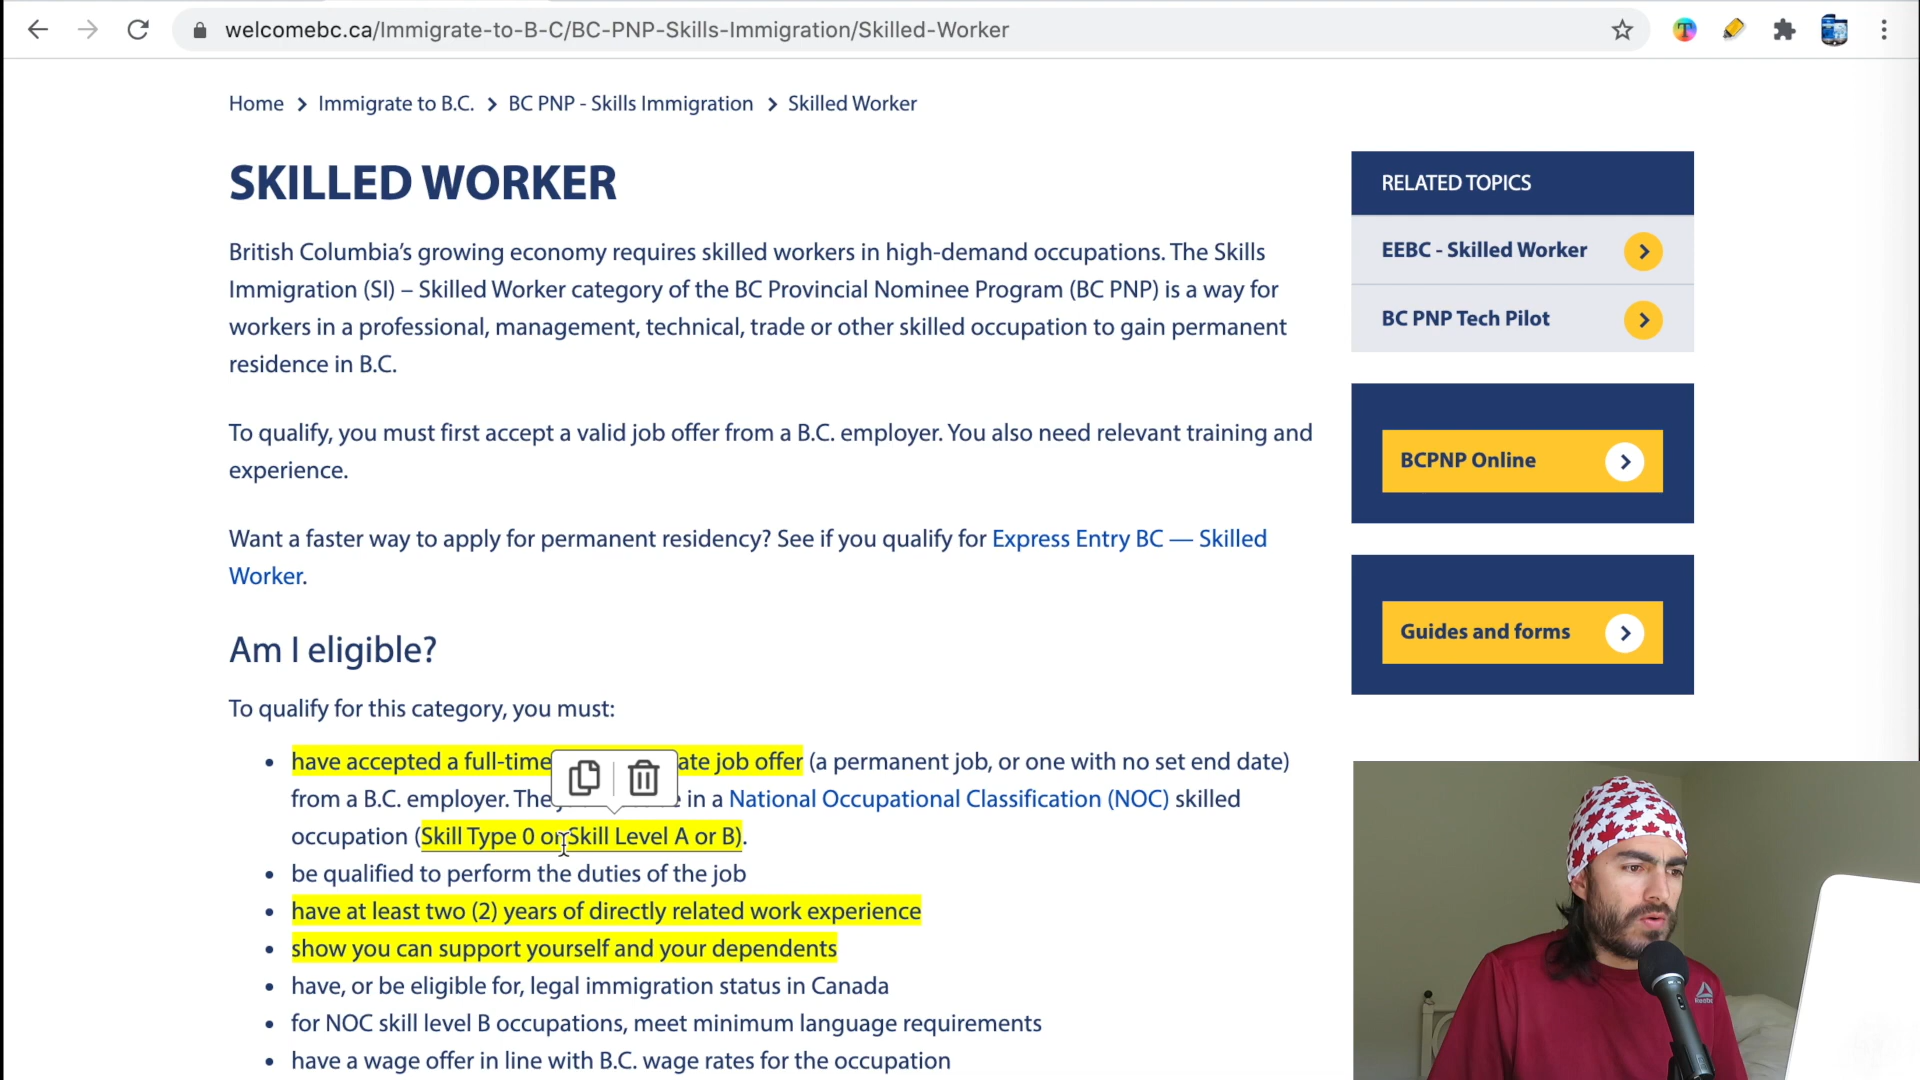 welcomebc.ca/Immigrate-to-B-C/BC-PNP-Skills-Immigration/Skilled-Worker
Home > Immigrate to B.C. > BC PNP - Skills Immigration > Skilled Worker
SKILLED WORKER
British Columbia's growing economy requires skilled workers in high-demand occupations. The Skills
Immigration (SI) – Skilled Worker category of the BC Provincial Nominee Program (BC PNP) is a way for
workers in a professional, management, technical, trade or other skilled occupation to gain permanent
residence in B.C.
To qualify, you must first accept a valid job offer from a B.C. employer. You also need relevant training and
experience.
Want a faster way to apply for permanent residency? See if you qualify for Express Entry BC — Skilled
Worker.
Am I eligible?
To qualify for this category, you must:
• have accepted a full-time ate job offer (a permanent job, or one with no set end date)
from a B.C. employer. The in a National Occupational Classification (NOC) skilled
occupation (Skill Type 0 or Skill Level A or B).
• be qualified to perform the duties of the job
• have at least two (2) years of directly related work experience
• show you can support yourself and your dependents
• have, or be eligible for, legal immigration status in Canada
• for NOC skill level B occupations, meet minimum language requirements
• have a wage offer in line with B.C. wage rates for the occupation
RELATED TOPICS
EEBC - Skilled Worker
BC PNP Tech Pilot
BCPNP Online
Guides and forms
Reebok